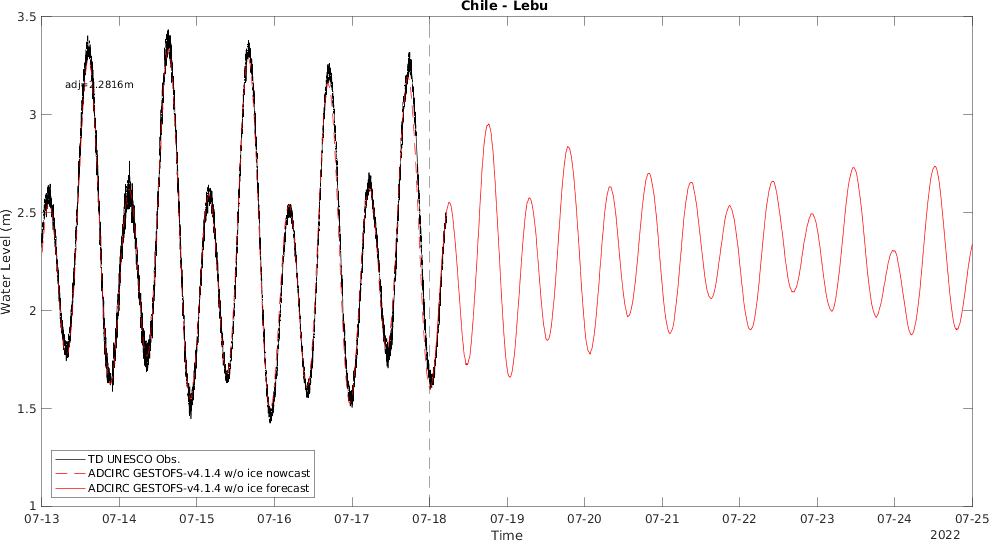 Chile - Lebu
3.5
3
2.5
2
1.5
1
Water Level (m)
adj=2.2816m
TD UNESCO Obs.
ADCIRC GESTOFS-v4.1.4 w/o ice nowcast
ADCIRC GESTOFS-v4.1.4 w/o ice forecast
07-13
07-14
07-15
07-16
07-17
07-18
07-19
07-20
07-21
07-22
07-23
07-24
07-25
Time
2022